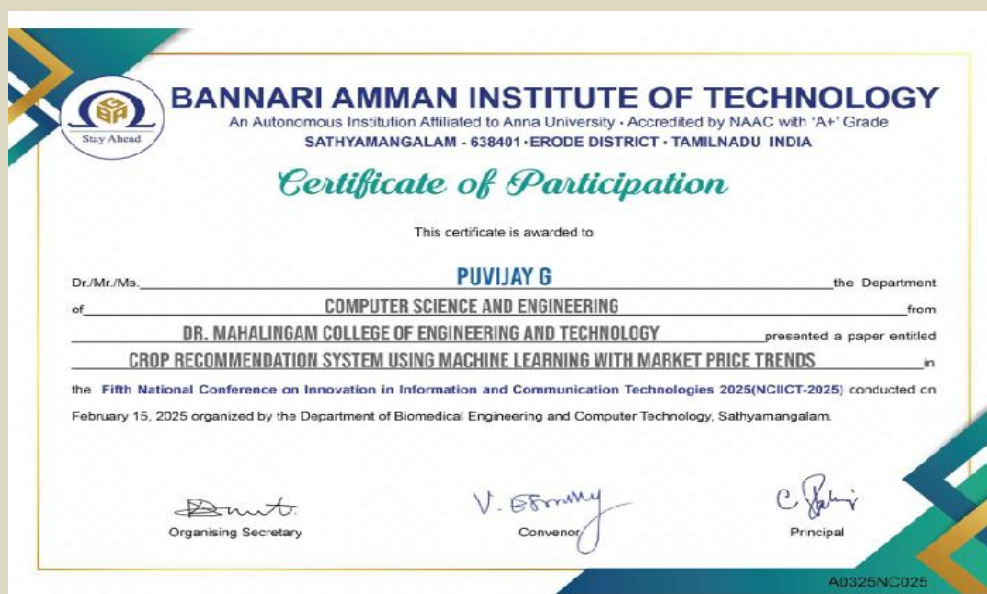 BANNARI AMMAN INSTITUTE OF TECHNOLOGY
An Autonomous Institution Affiliated to Anna University - Accredited by NAAC with 'A+' Grade
SATHYAMANGALAM - 638401 - ERODE DISTRICT - TAMILNADU INDIA
Stay Ahead
Certificate of Participation
This certificate is awarded to
Dr./Mr./Ms. PUVIJAY G the Department
of COMPUTER SCIENCE AND ENGINEERING from
DR. MAHALINGAM COLLEGE OF ENGINEERING AND TECHNOLOGY presented a paper entitled
CROP RECOMMENDATION SYSTEM USING MACHINE LEARNING WITH MARKET PRICE TRENDS in
the Fifth National Conference on Innovation in Information and Communication Technologies 2025(NCIICT-2025) conducted on
February 15, 2025 organized by the Department of Biomedical Engineering and Computer Technology, Sathyamangalam.
Organising Secretary
Convenor
Principal
A0325NC025